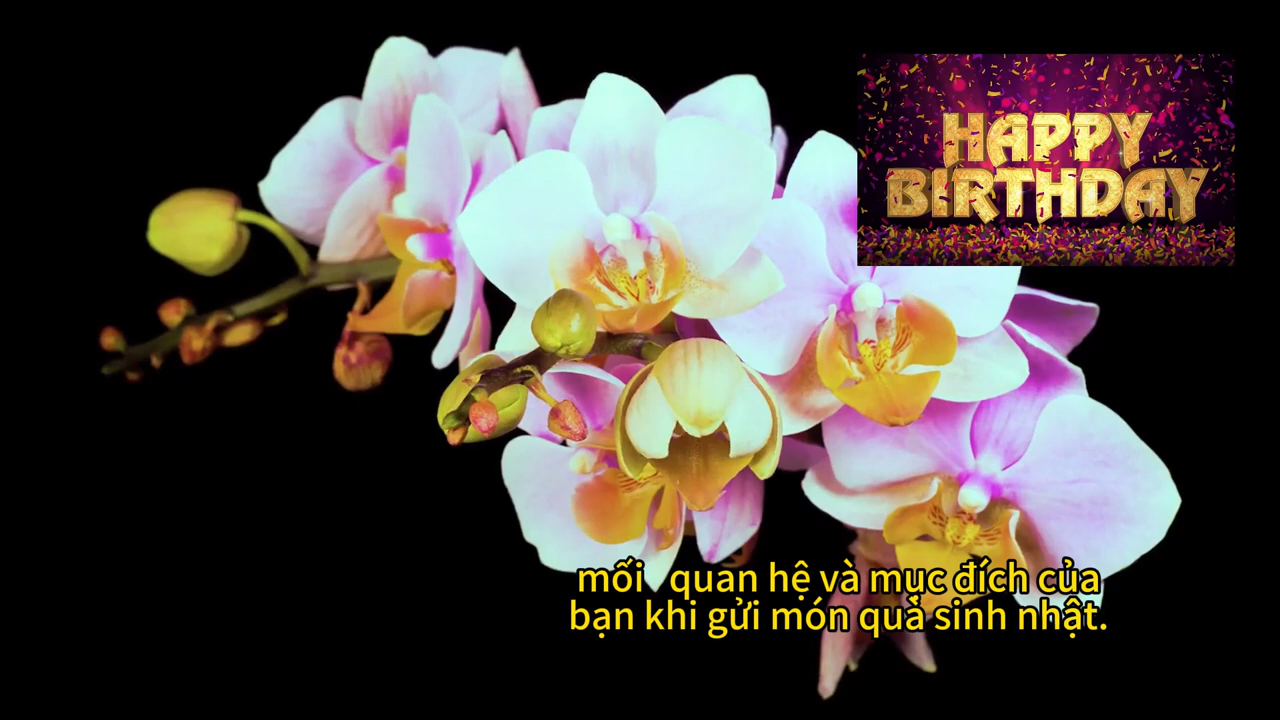 HAPPY
BIRTHDAY
mối quan hệ và mục đích của
bạn khi gửi món quà sinh nhật.